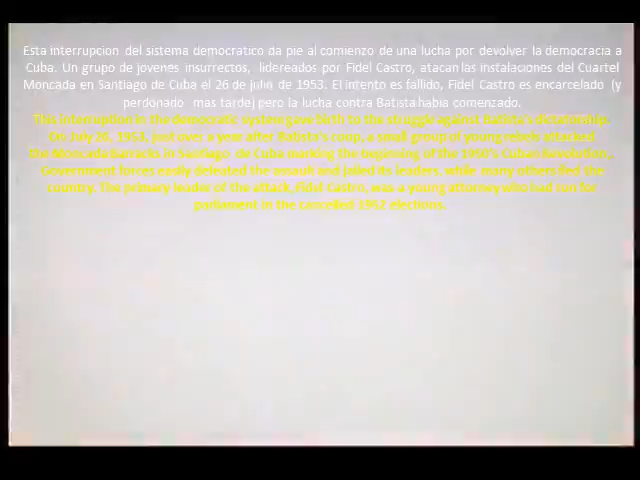 Esta interrupcion del sistema democratico da pie al comienzo de una lucha por devolver la democracia a
Cuba. Un grupo de jovenes insurrectos, lidereados por Fidel Castro, atacan las instalaciones del Cuartel
Moncada en Santiago de Cuba el 26 de julio de 1953. El intento es fallido, Fidel Castro es encarcelado (y
perdonado mas tarde) pero la lucha contra Batista habia comenzado.
This interruption in the democratic system gave birth to the struggle against Batista's dictatorship.
On July 26, 1953, just over a year after Batista's coup, a small group of young rebels attacked
the Moncada Barracks in Santiago de Cuba marking the beginning of the 1950's Cuban Revolution.
Government forces easily defeated the assault and jailed its leaders, while many others fled the
country. The primary leader of the attack, Fidel Castro, was a young attorney who had run for
parliament in the cancelled 1952 elections.